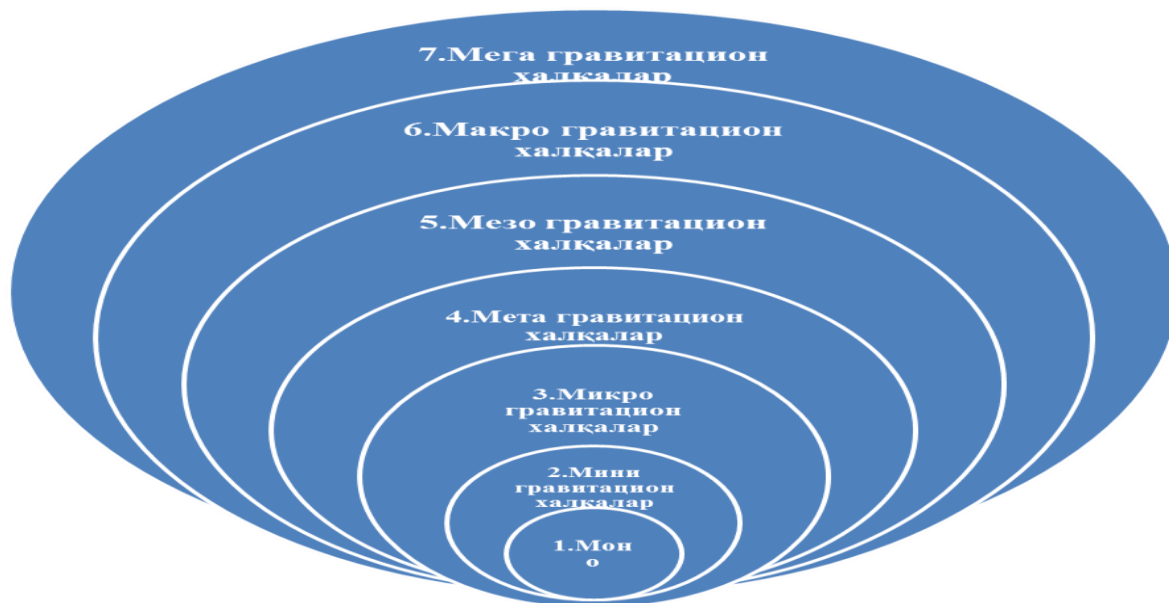 7.Мега гравитацион
халқалар
6.Макро гравитацион
халқалар
5.Мезо гравитацион
халқалар
4.Мета гравитацион
халқалар
3.Микро
гравитацион
халқалар
2.Мини
гравитацион
халқалар
1.Мон
о